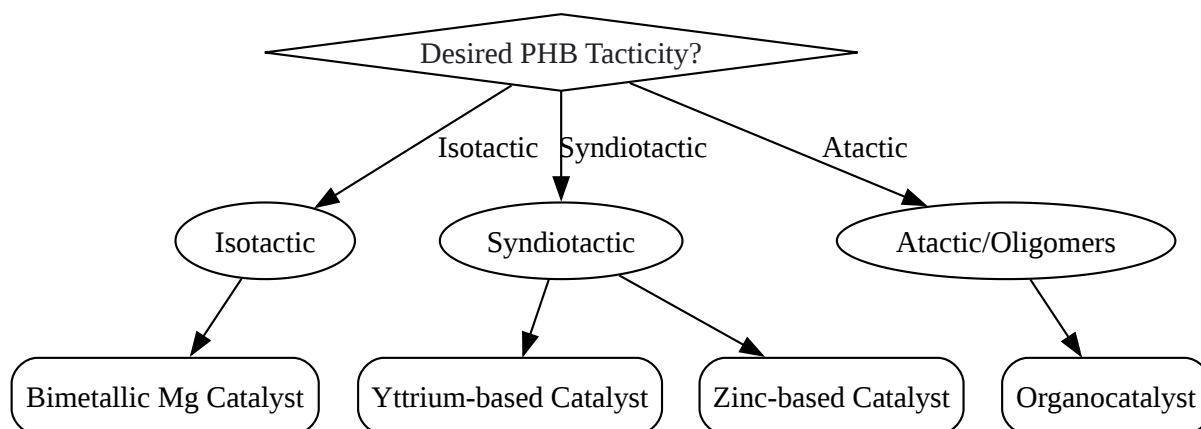 Desired PHB Tacticity?
Isotactic
Syndiotactic
Atactic
Isotactic
Syndiotactic
Atactic/Oligomers
Bimetallic Mg Catalyst
Yttrium-based Catalyst
Zinc-based Catalyst
Organocatalyst